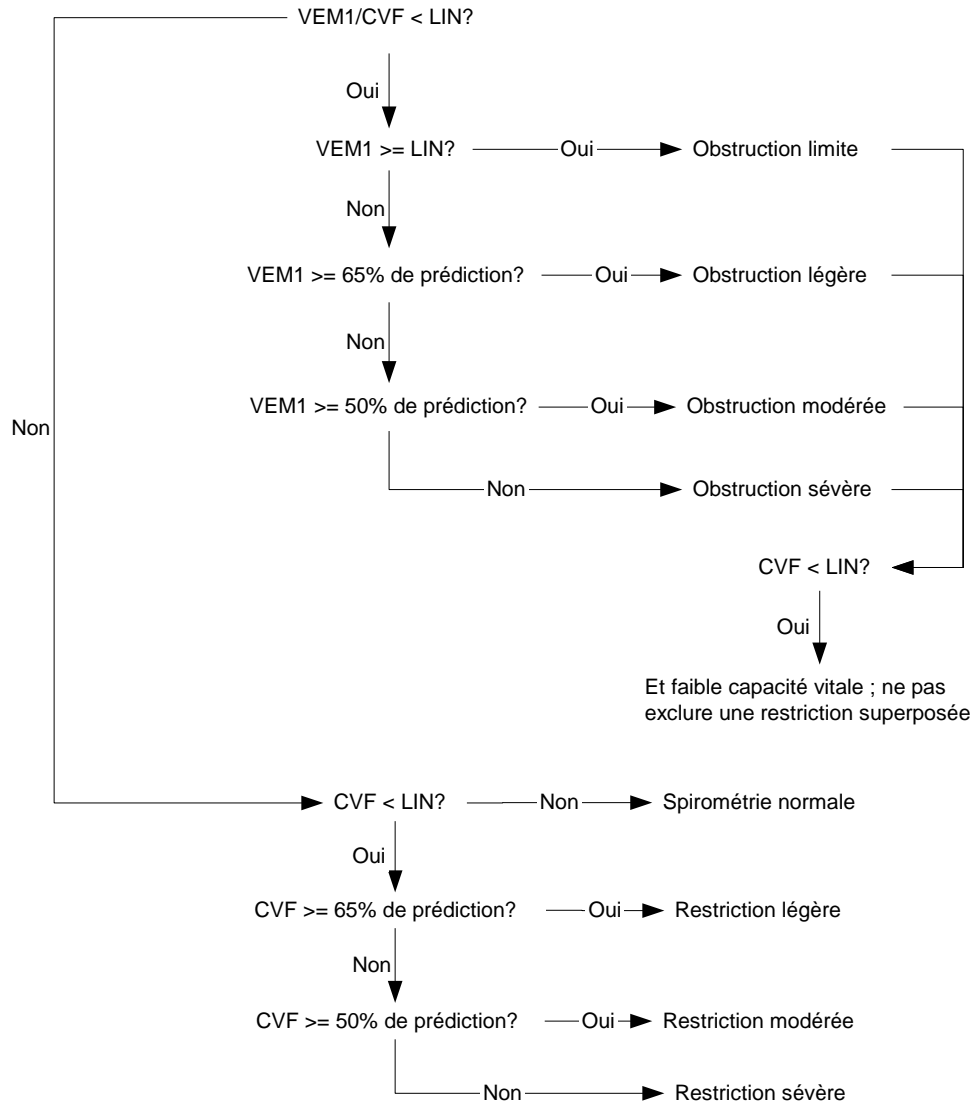 VEM1/CVF < LIN?
Oui
VEM1 >= LIN?
Oui
Obstruction limite
Non
VEM1 >= 65% de prédiction?
Oui
Obstruction légère
Non
VEM1 >= 50% de prédiction?
Oui
Obstruction modérée
Non
Non
Obstruction sévère
CVF < LIN?
Oui
Et faible capacité vitale ; ne pas
exclure une restriction superposée
CVF < LIN?
Non
Spirométrie normale
Oui
CVF >= 65% de prédiction?
Oui
Restriction légère
Non
CVF >= 50% de prédiction?
Oui
Restriction modérée
Non
Restriction sévère